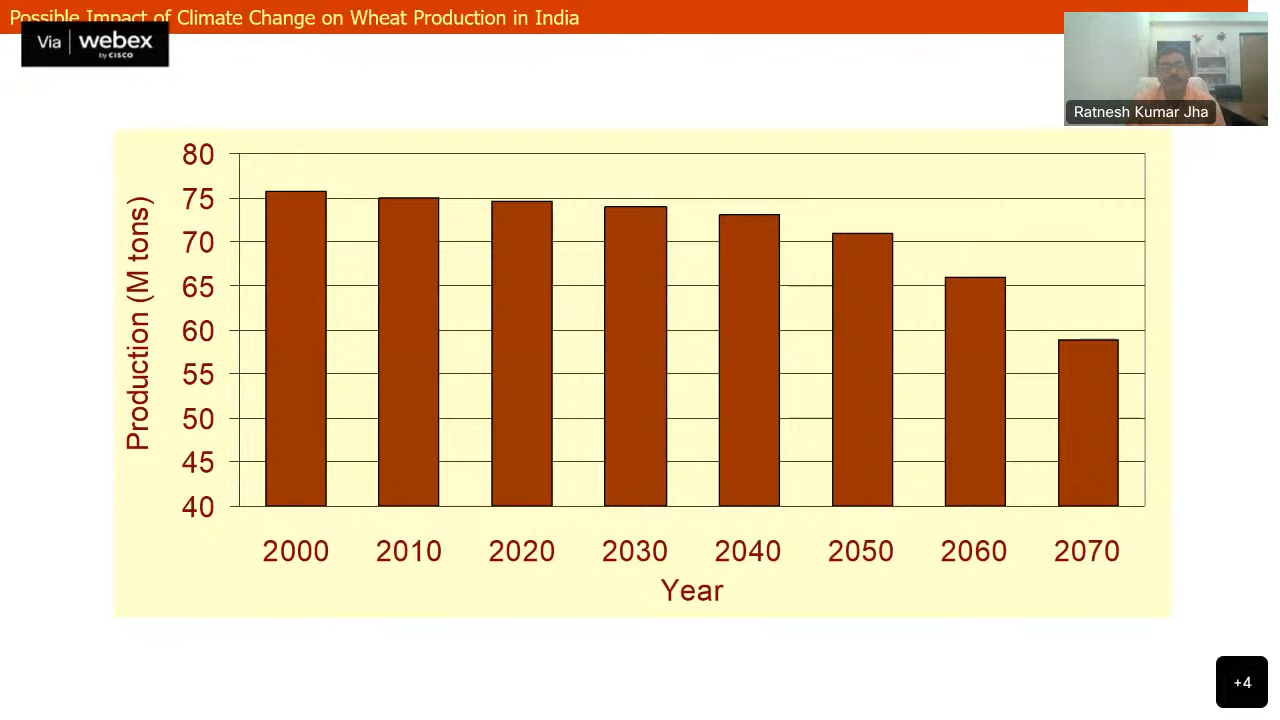 Possible Impact of Climate Change on Wheat Production in India
Via webex
by CISCO
Ratnesh Kumar Jha
80
75
70
65
60
55
50
45
40
Production (M tons)
2000 2010 2020 2030 2040 2050 2060 2070
Year
+4